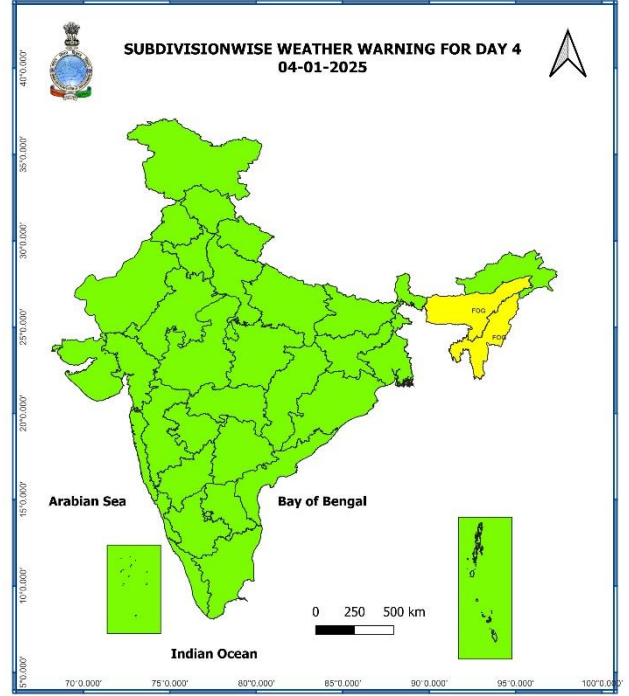 SUBDIVISIONWISE WEATHER WARNING FOR DAY 4
04-01-2025
40°0.000'
35°0.000'
30°0.000'
25°0.000'
20°0.000'
15°0.000'
10°0.000'
5°0.000'
FOG
FOG
Arabian Sea
Bay of Bengal
0 250 500 km
Indian Ocean
70°0.000' 75°0.000' 80°0.000' 85°0.000' 90°0.000' 95°0.000' 100°0.000'